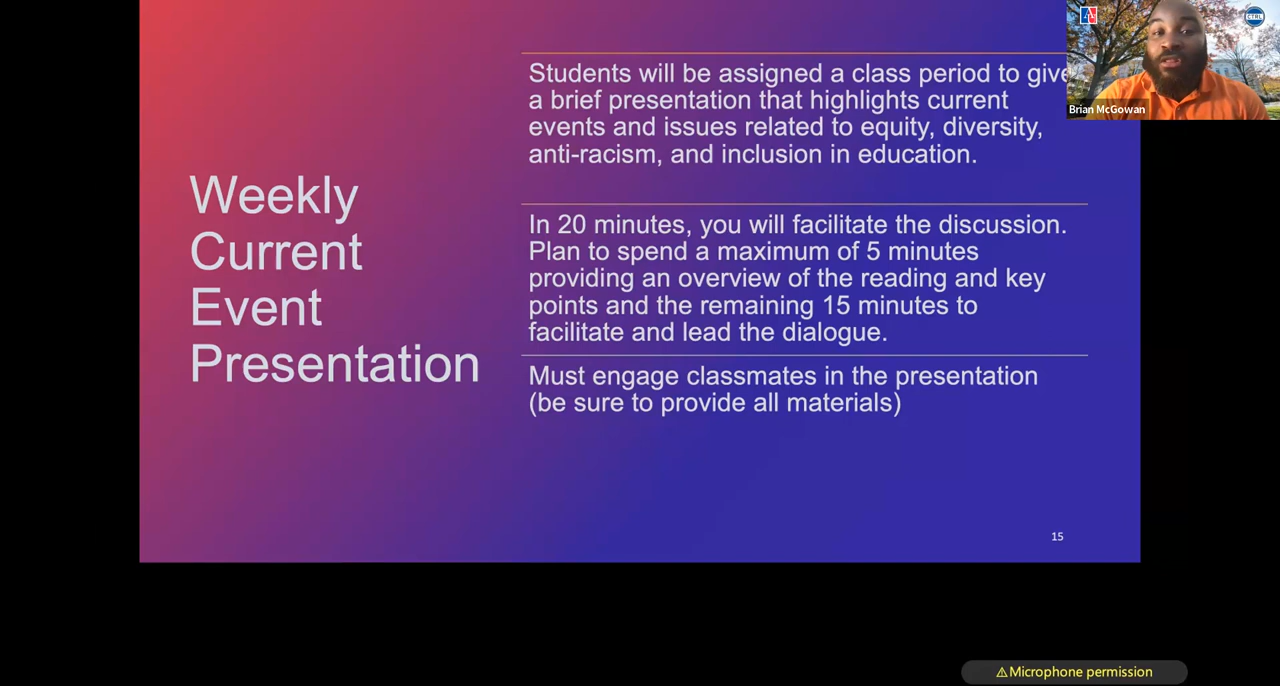 Weekly
Current
Event
Presentation
Students will be assigned a class period to give
a brief presentation that highlights current
events and issues related to equity, diversity,
anti-racism, and inclusion in education.
In 20 minutes, you will facilitate the discussion.
Plan to spend a maximum of 5 minutes
providing an overview of the reading and key
points and the remaining 15 minutes to
facilitate and lead the dialogue.
Must engage classmates in the presentation
(be sure to provide all materials)
15
CTRL
Brian McGowan
⚠Microphone permission